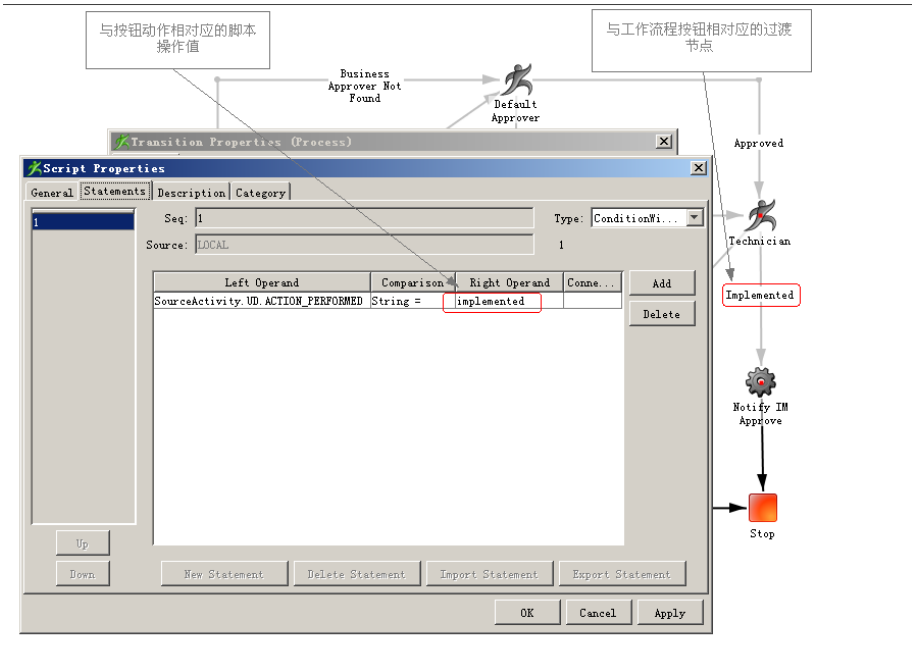 与按钮动作相对应的脚本
操作值
与工作流程按钮相对应的过渡
节点
Business
Approver Not
Found
Default
Approver
Approved
Transition Properties (Process)
Script Properties
General
Statements
Description
Category
1
Seq: 1
Type: ConditionWi...
Source: LOCAL
1
Technician
Left Operand
Comparison
Right Operand
Conne...
Add
SourceActivity.UD.ACTION_PERFORMED
String =
implemented
Delete
Implemented
Notify IM
Approve
Stop
Up
Down
New Statement
Delete Statement
Import Statement
Export Statement
OK
Cancel
Apply